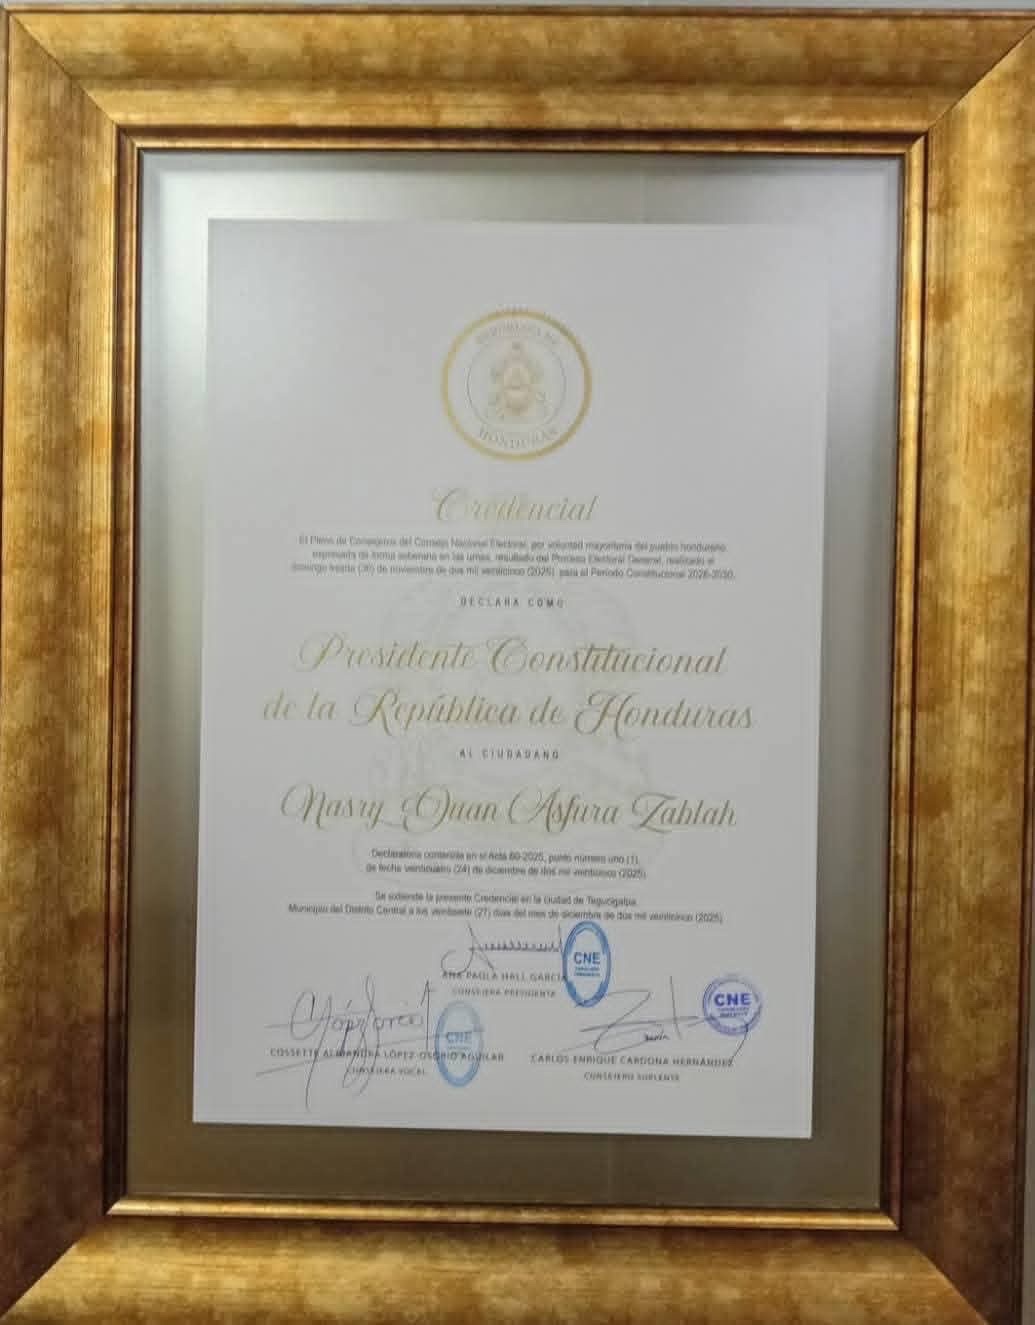 REPÚBLICA DE
HONDURAS
Credencial
El Pleno de Consejeros del Consejo Nacional Electoral, por voluntad mayoritaria del pueblo hondureño,
expresada de forma soberana en las urnas, resultado del Proceso Electoral General, realizado el
domingo treinta (30) de noviembre de dos mil veinticinco (2025), para el Período Constitucional 2026-2030,
DECLARA COMO
Presidente Constitucional
de la República de Honduras
AL CIUDADANO
Nasry Juan Asfura Zablah
Declaratoria contenida en el Acta 60-2025, punto número uno (1),
de fecha veinticuatro (24) de diciembre de dos mil veinticinco (2025).
Se extiende la presente Credencial en la ciudad de Tegucigalpa,
Municipio del Distrito Central a los veintisiete (27) días del mes de diciembre de dos mil veinticinco (2025).
ANA PAOLA HALL GARCÍA
CONSEJERA PRESIDENTA
CNE
COSSETTE ALEJANDRA LÓPEZ-OSORIO AGUILAR
CONSEJERA VOCAL
CNE
CARLOS ENRIQUE CARDONA HERNÁNDEZ
CONSEJERO SUPLENTE
CNE